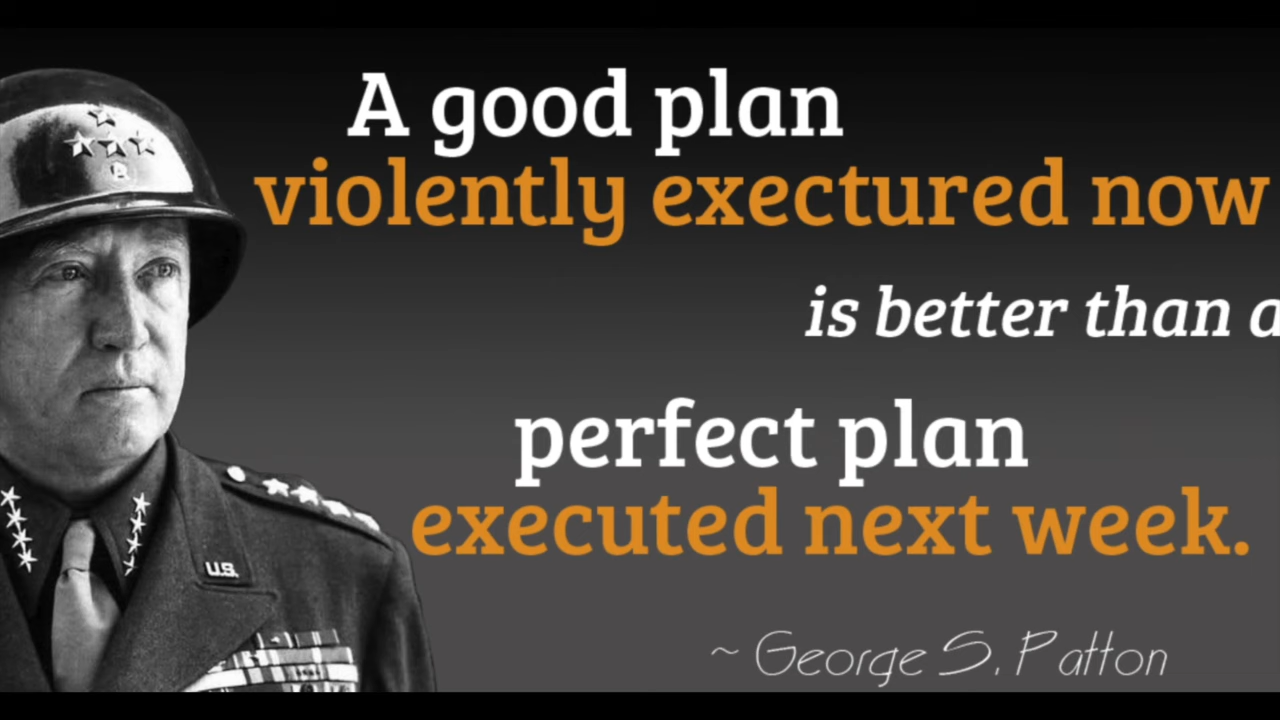 A good plan
violently exectured now
is better than a
perfect plan
executed next week.
~ George S. Patton
U.S.